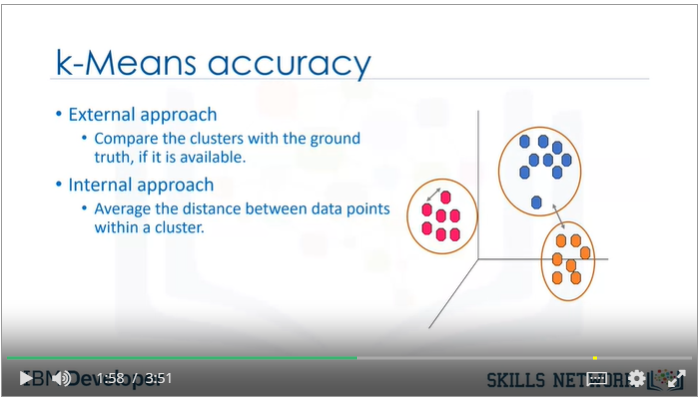 k-Means accuracy
• External approach
• Compare the clusters with the ground
truth, if it is available.
• Internal approach
• Average the distance between data points
within a cluster.
IBM Developer
1:58 / 3:51
SKILLS NETWORK